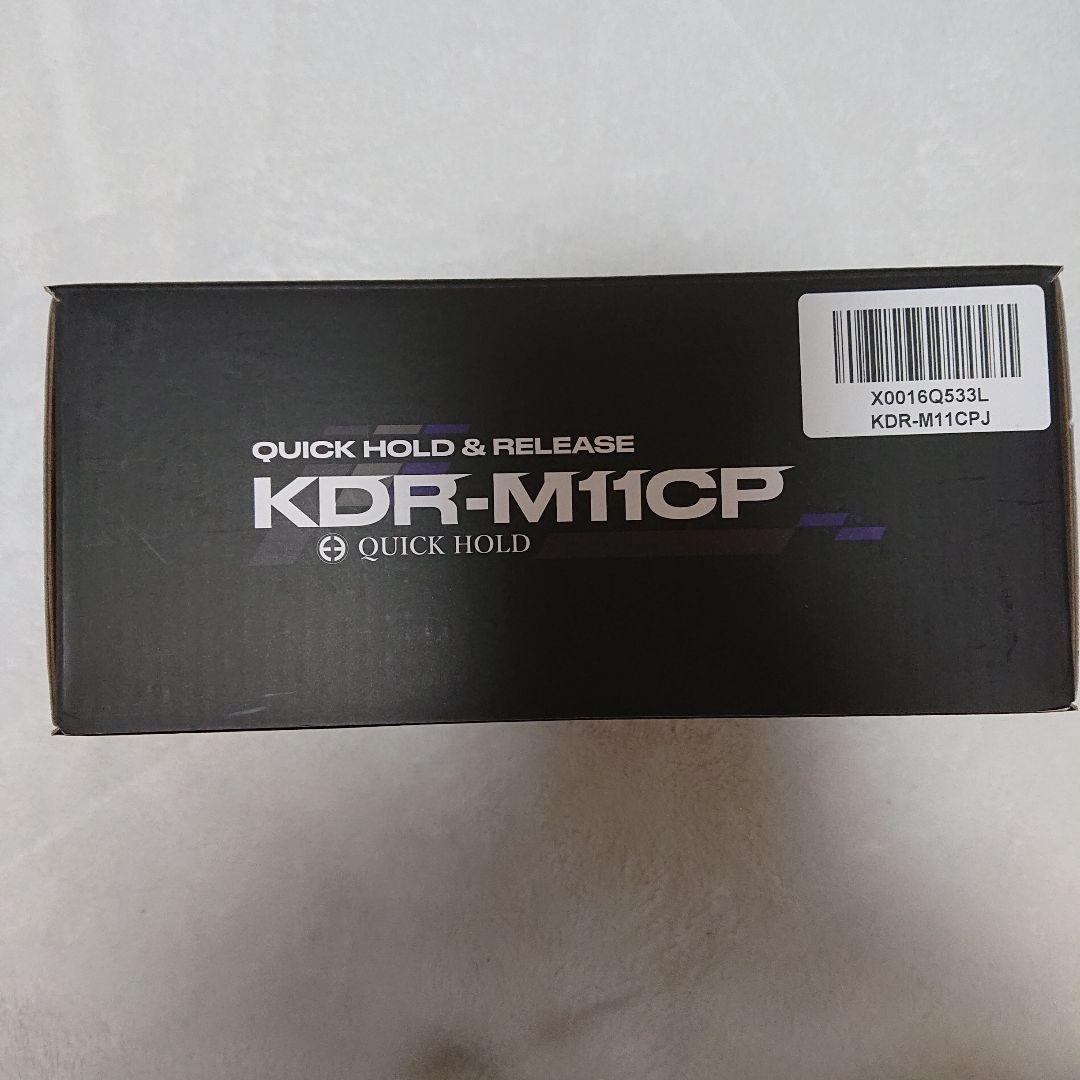 X0016Q533L
KDR-M11CPJ
QUICK HOLD & RELEASE
KDR-M11CP
QUICK HOLD